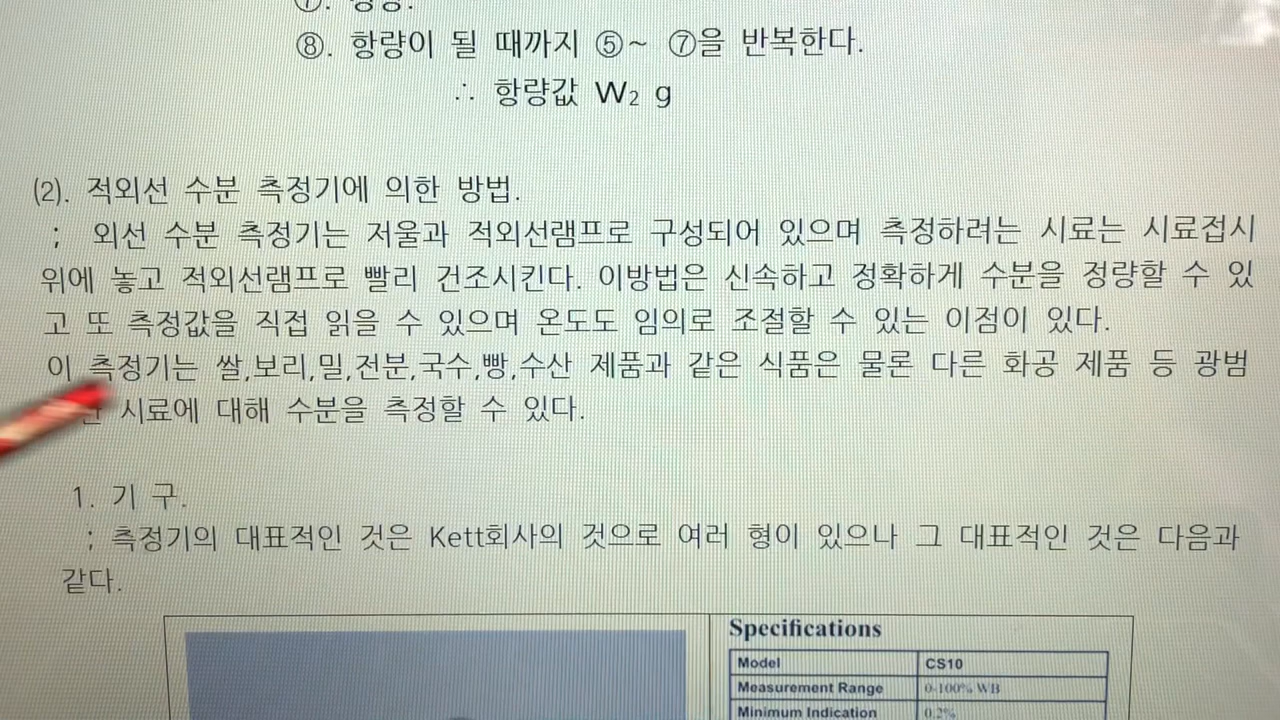 ⑧. 항량이 될 때까지 ⑤~ ⑦을 반복한다.
∴ 항량값 W₂ g
(2). 적외선 수분 측정기에 의한 방법.
; 외선 수분 측정기는 저울과 적외선램프로 구성되어 있으며 측정하려는 시료는 시료접시
위에 놓고 적외선램프로 빨리 건조시킨다. 이방법은 신속하고 정확하게 수분을 정량할 수 있
고 또 측정값을 직접 읽을 수 있으며 온도도 임의로 조절할 수 있는 이점이 있다.
이 측정기는 쌀,보리,밀,전분,국수,빵,수산 제품과 같은 식품은 물론 다른 화공 제품 등 광범
시료에 대해 수분을 측정할 수 있다.
1. 기 구.
; 측정기의 대표적인 것은 Kett회사의 것으로 여러 형이 있으나 그 대표적인 것은 다음과
같다.
Specifications
Model CS10
Measurement Range 0-100% WB
Minimum Indication 0.2%